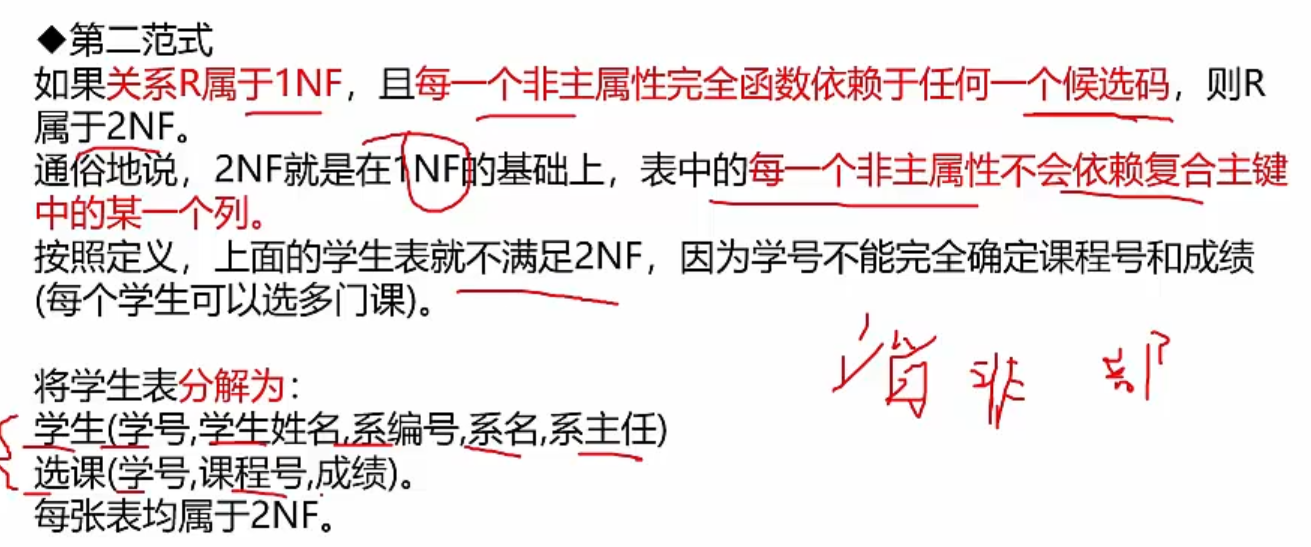 ◆第二范式
如果关系R属于1NF，且每一个非主属性完全函数依赖于任何一个候选码，则R
属于2NF。
通俗地说，2NF就是在1NF的基础上，表中的每一个非主属性不会依赖复合主键
中的某一个列。
按照定义，上面的学生表就不满足2NF，因为学号不能完全确定课程号和成绩
(每个学生可以选多门课)。
非 部
将学生表分解为：
学生(学号,学生姓名,系编号,系名,系主任)
选课(学号,课程号,成绩)。
每张表均属于2NF。